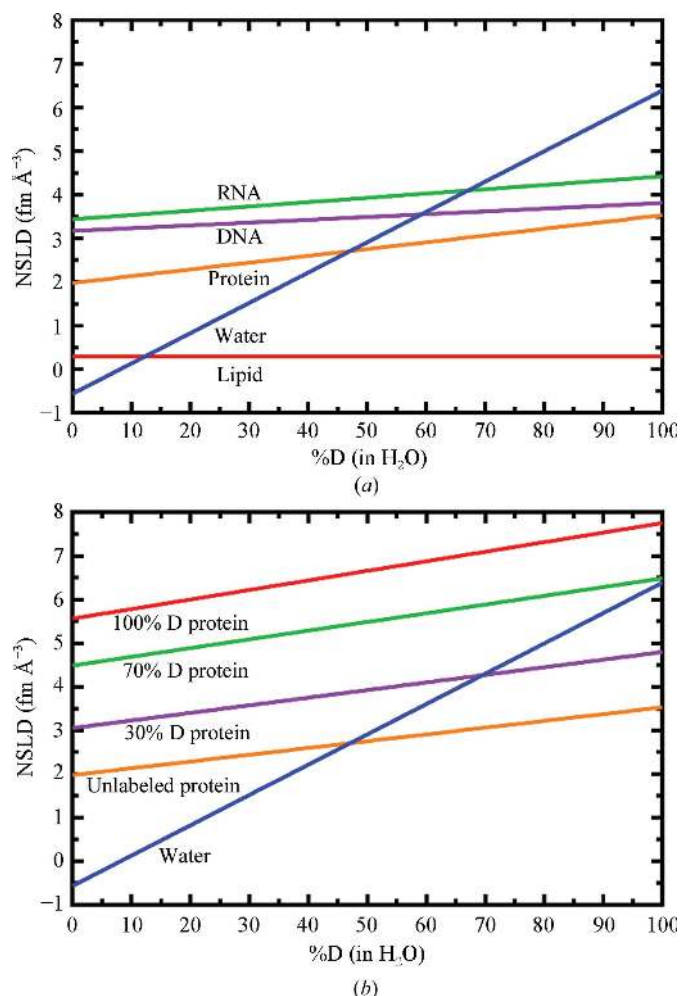 8
7
6
5
4
3
2
1
0
−1
NSLD (fm Å⁻³)
RNA
DNA
Protein
Water
Lipid
0 10 20 30 40 50 60 70 80 90 100
%D (in H₂O)
(a)
8
7
6
5
4
3
2
1
0
−1
NSLD (fm Å⁻³)
100% D protein
70% D protein
30% D protein
Unlabeled protein
Water
0 10 20 30 40 50 60 70 80 90 100
%D (in H₂O)
(b)